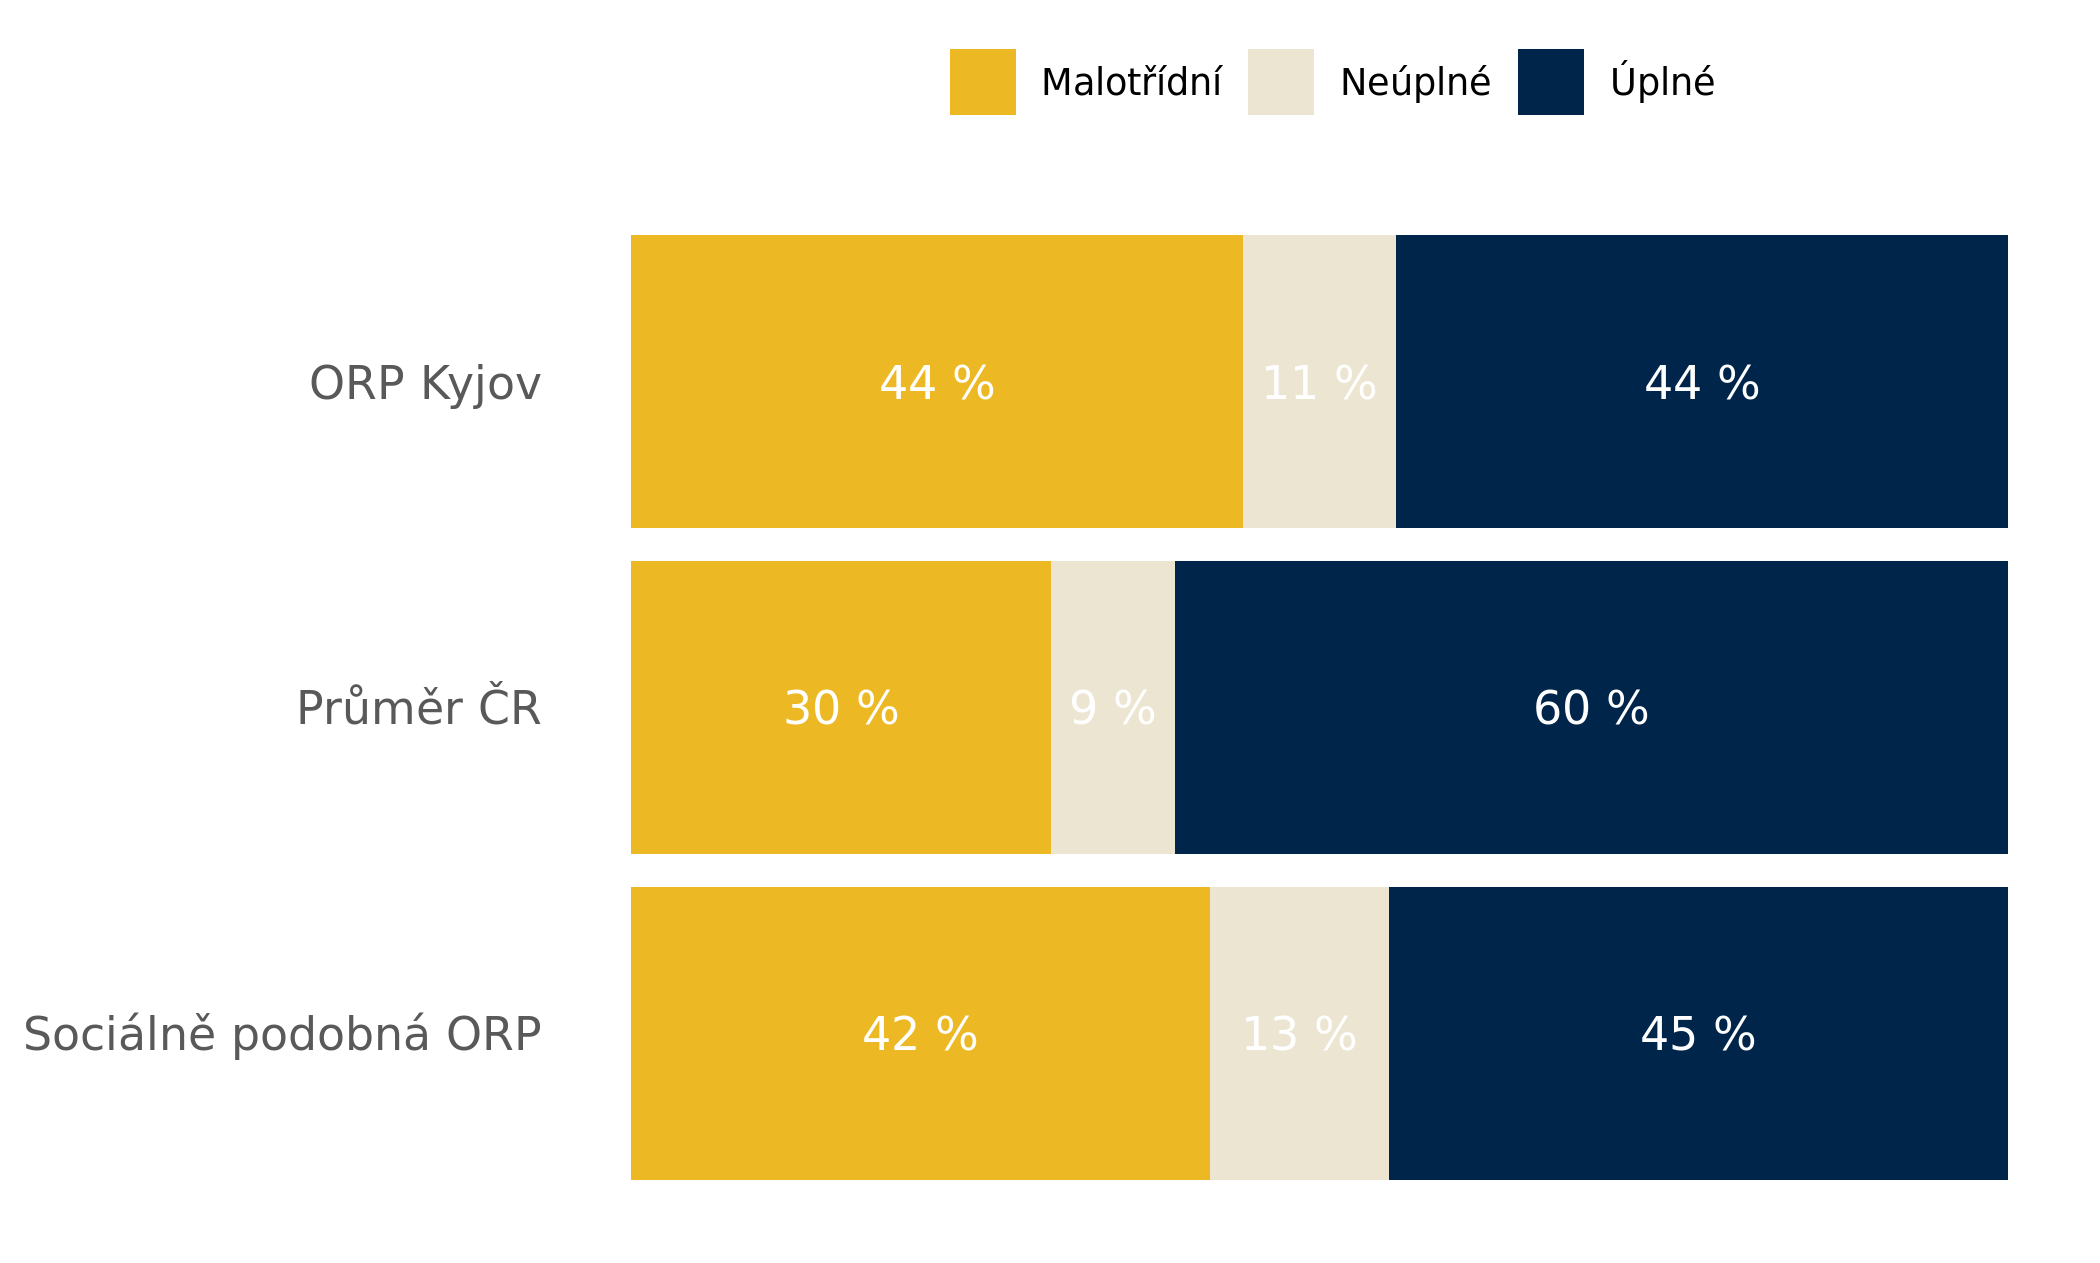 Malotřídní Neúplné Úplné
ORP Kyjov 44 % 11 % 44 %
Průměr ČR 30 % 9 % 60 %
Sociálně podobná ORP 42 % 13 % 45 %